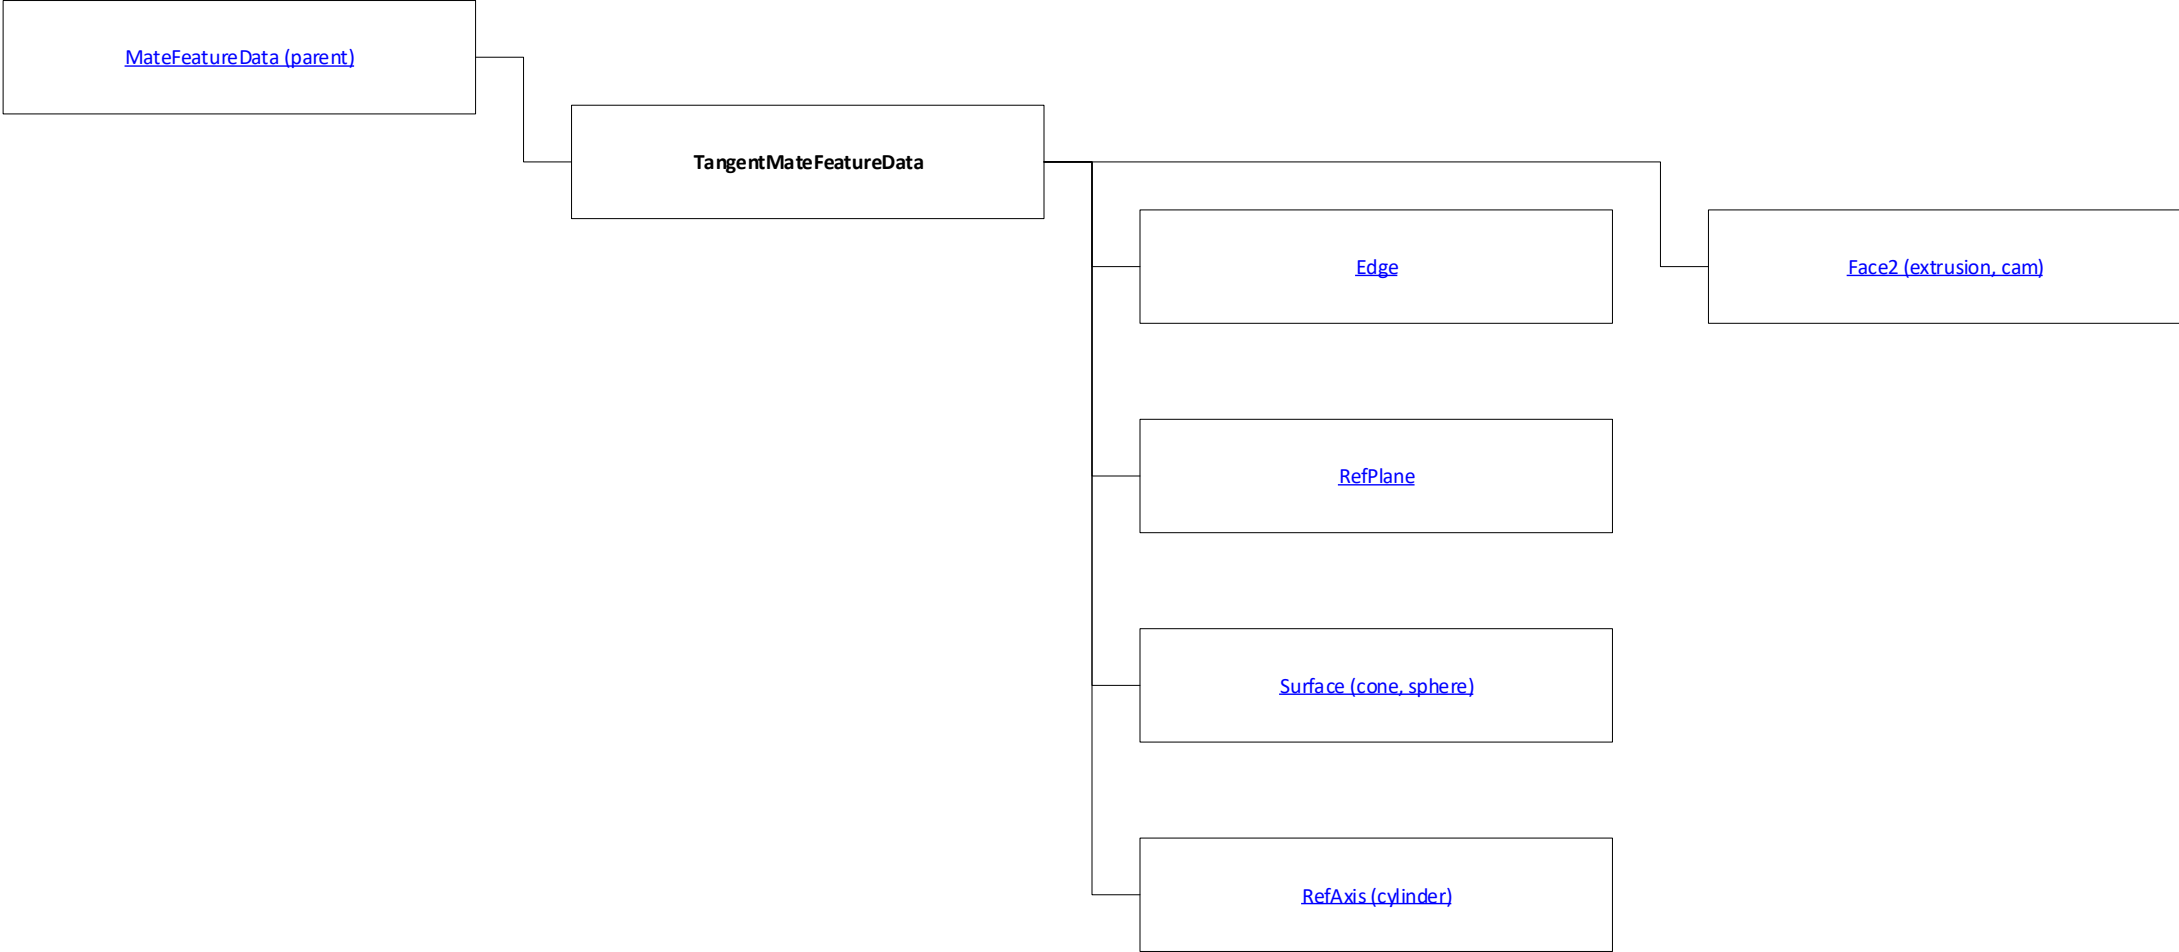 MateFeatureData (parent)
TangentMateFeatureData
Edge
Face2 (extrusion, cam)
RefPlane
Surface (cone, sphere)
RefAxis (cylinder)